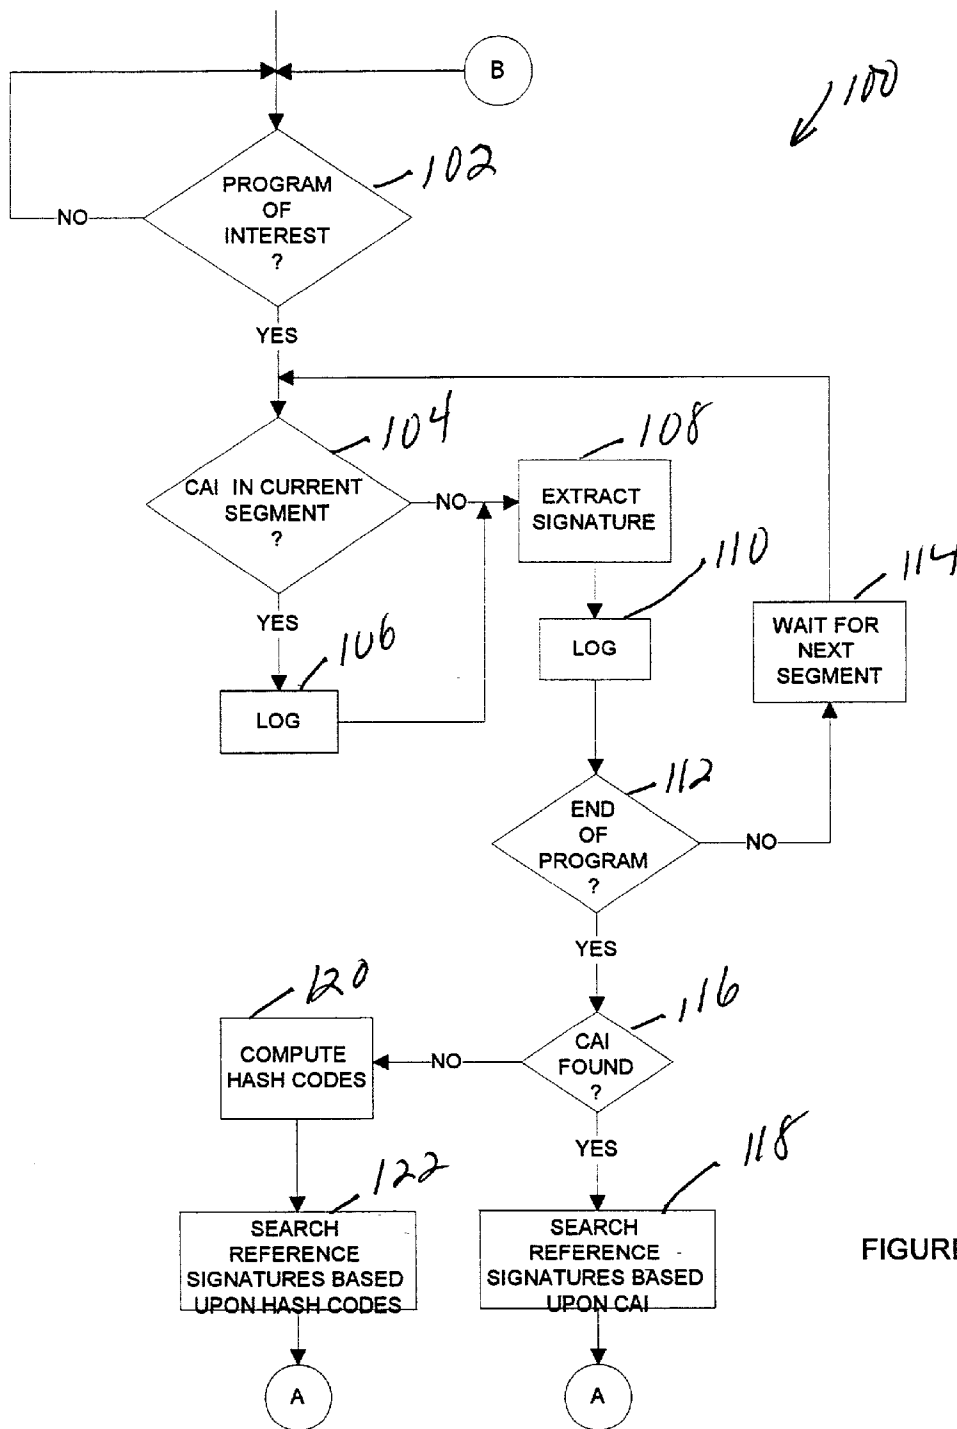 B
100
102
PROGRAM
OF
INTEREST
?
NO
YES
104
108
CAI IN CURRENT
SEGMENT
?
NO
EXTRACT
SIGNATURE
110
114
YES
106
LOG
LOG
WAIT FOR
NEXT
SEGMENT
112
END
OF
PROGRAM
?
NO
YES
120
116
COMPUTE
HASH CODES
NO
CAI
FOUND
?
YES
122
118
SEARCH
REFERENCE
SIGNATURES BASED
UPON HASH CODES
SEARCH
REFERENCE
SIGNATURES BASED
UPON CAI
FIGURE
A
A